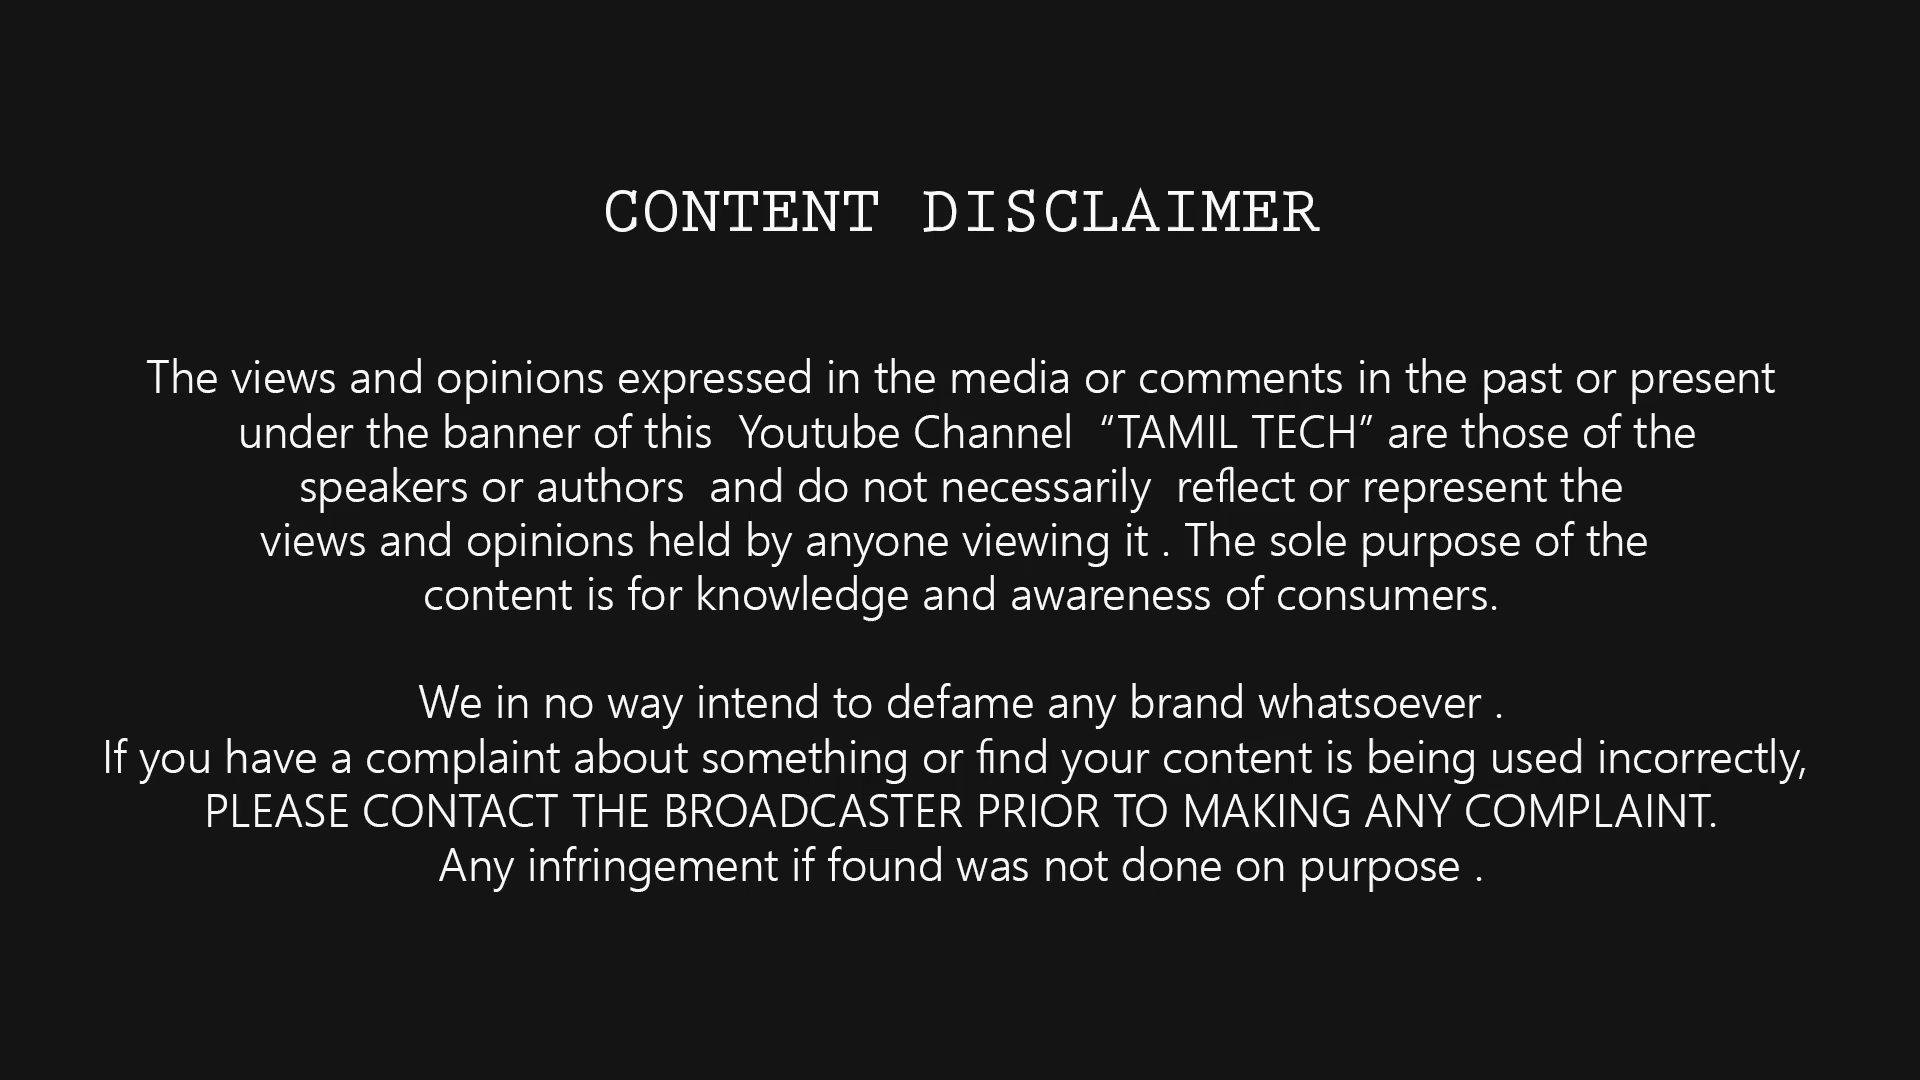 CONTENT DISCLAIMER
The views and opinions expressed in the media or comments in the past or present
under the banner of this Youtube Channel “TAMIL TECH” are those of the
speakers or authors and do not necessarily reflect or represent the
views and opinions held by anyone viewing it . The sole purpose of the
content is for knowledge and awareness of consumers.
We in no way intend to defame any brand whatsoever .
If you have a complaint about something or find your content is being used incorrectly,
PLEASE CONTACT THE BROADCASTER PRIOR TO MAKING ANY COMPLAINT.
Any infringement if found was not done on purpose .